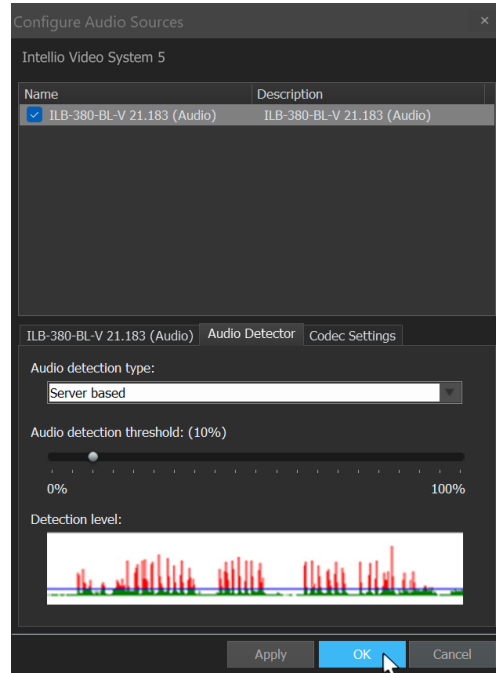 Configure Audio Sources
Intellio Video System 5
Name Description
ILB-380-BL-V 21.183 (Audio) ILB-380-BL-V 21.183 (Audio)
ILB-380-BL-V 21.183 (Audio) Audio Detector Codec Settings
Audio detection type:
Server based
Audio detection threshold: (10%)
0% 100%
Detection level:
Apply OK Cancel